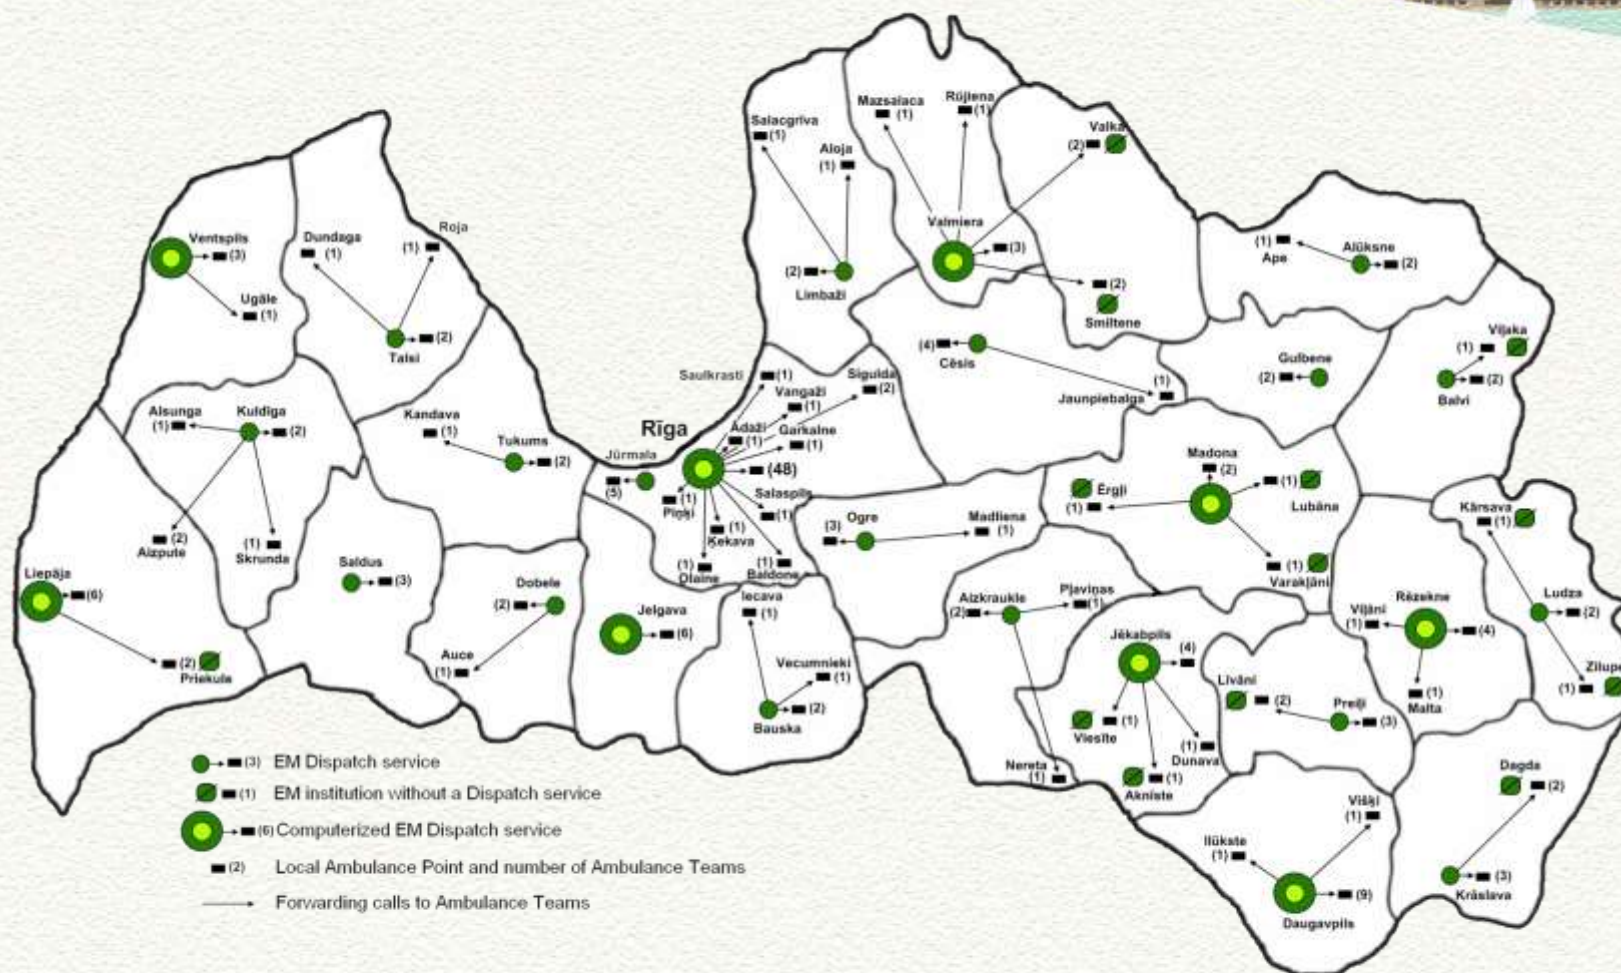 Mazsalaca
(1)
Rūjiena
(1)
Salacgrīva
(1)
Aloja
(1)
Valka
(2)
Valmiera
(3)
(2)
Smiltene
(2)
Limbaži
Ape
(1)
Alūksne
(2)
Ventspils
(3)
Ugāle
(1)
Dundaga
(1)
Roja
(1)
(2)
Talsi
(4)
Cēsis
(1)
Jaunpiebalga
Gulbene
(2)
Viļaka
(1)
(2)
Balvi
Saulkrasti
(1)
Sigulda
(2)
Vangaži
(1)
Ādaži
(1)
Garkalne
(1)
Rīga
(48)
Jūrmala
(5)
Piņķi
(1)
Salaspils
(1)
Ķekava
(1)
Olaine
(1)
Baldone
(1)
Alsunga
(1)
Kuldīga
(2)
Kandava
(1)
Tukums
(2)
Aizpute
(2)
Skrunda
(1)
Saldus
(3)
Liepāja
(6)
(2)
Priekule
Dobele
(2)
Auce
(1)
Jelgava
(6)
Iecava
(1)
Vecumnieki
(1)
(2)
Bauska
Ogre
(3)
Madliena
(1)
Madona
(2)
Ērgļi
(1)
(1)
Lubāna
(1)
Varakļāni
Kārsava
(1)
Ludza
(2)
Zilupe
(1)
Aizkraukle
(2)
Pļaviņas
(1)
Nereta
(1)
Jēkabpils
(4)
Viesīte
(1)
(1)
Dunava
(1)
Aknīste
Līvāni
(2)
Preiļi
(3)
Viļāni
(1)
Rēzekne
(4)
(1)
Malta
Dagda
(2)
(3)
Krāslava
Višķi
(1)
Ilūkste
(1)
(9)
Daugavpils
(3) EM Dispatch service
(1) EM institution without a Dispatch service
(6) Computerized EM Dispatch service
(2) Local Ambulance Point and number of Ambulance Teams
Forwarding calls to Ambulance Teams